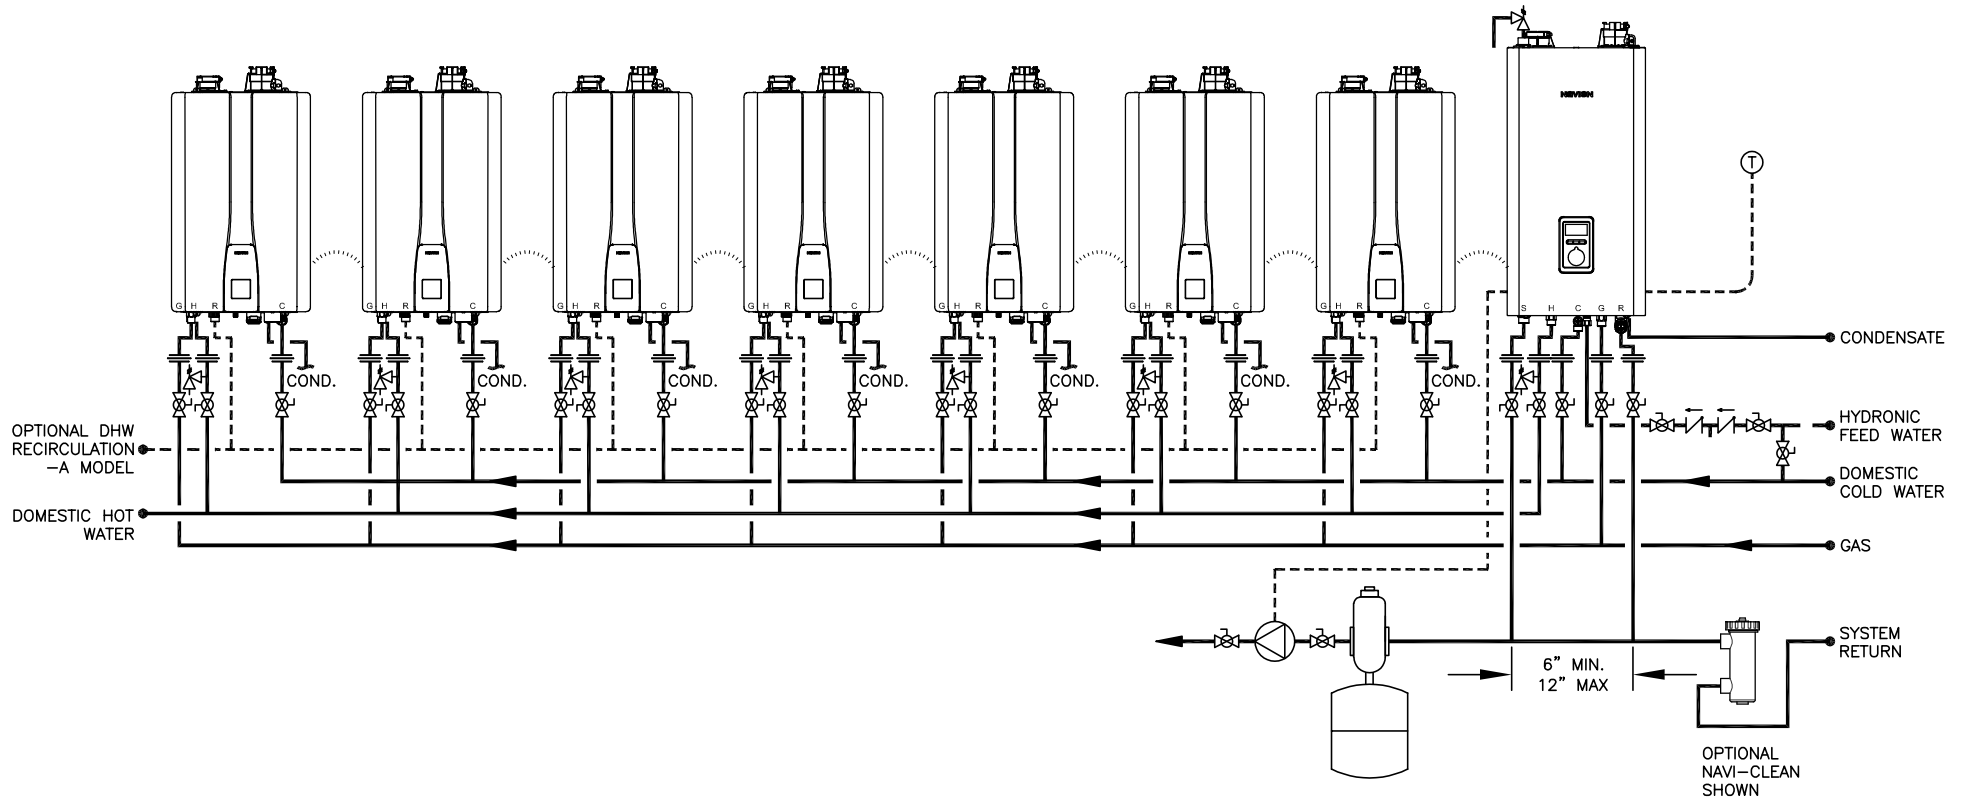 NAVIEN
T
G H R C
G H R C
G H R C
G H R C
G H R C
G H R C
G H R C
S H C G R
CONDENSATE
COND.
COND.
COND.
COND.
COND.
COND.
COND.
OPTIONAL DHW
RECIRCULATION
-A MODEL
HYDRONIC
FEED WATER
DOMESTIC
COLD WATER
DOMESTIC HOT
WATER
GAS
SYSTEM
RETURN
6” MIN.
12” MAX
OPTIONAL
NAVI-CLEAN
SHOWN